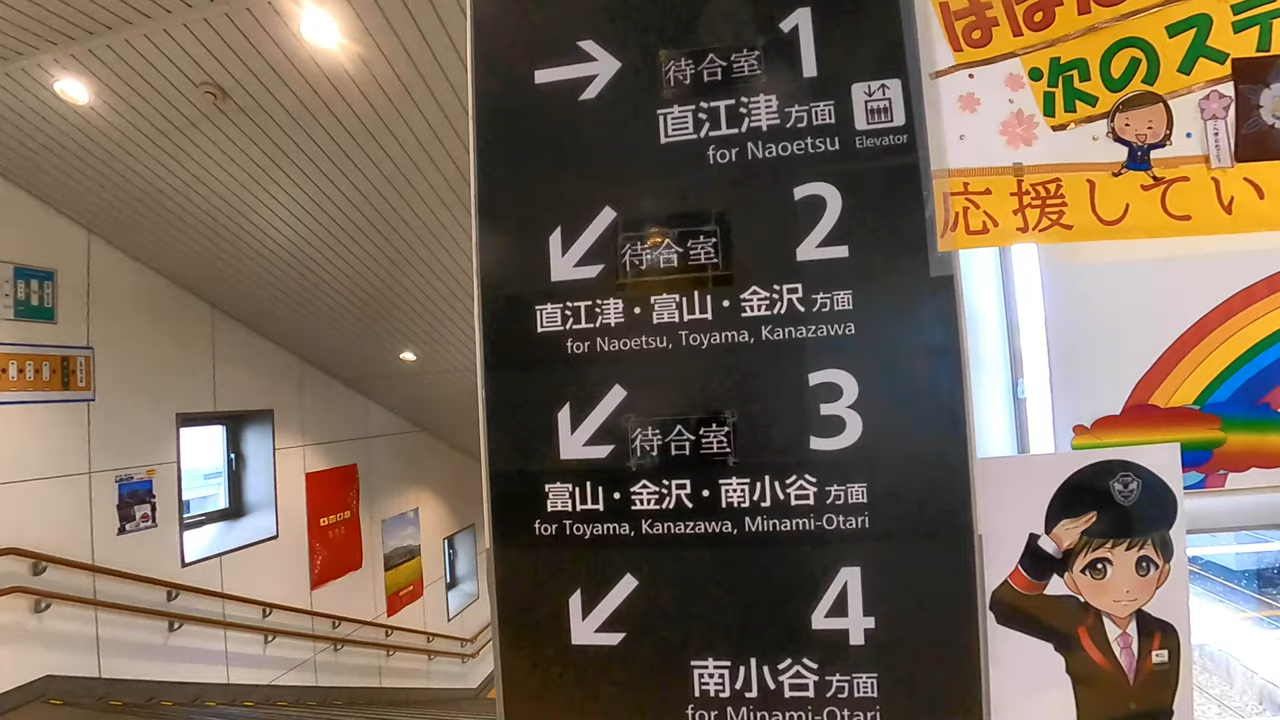 待合室 1
直江津方面
for Naoetsu
Elevator
待合室 2
直江津・富山・金沢方面
for Naoetsu, Toyama, Kanazawa
待合室 3
富山・金沢・南小谷方面
for Toyama, Kanazawa, Minami-Otari
4
南小谷方面
for Minami-Otari
次のステ
応援してい